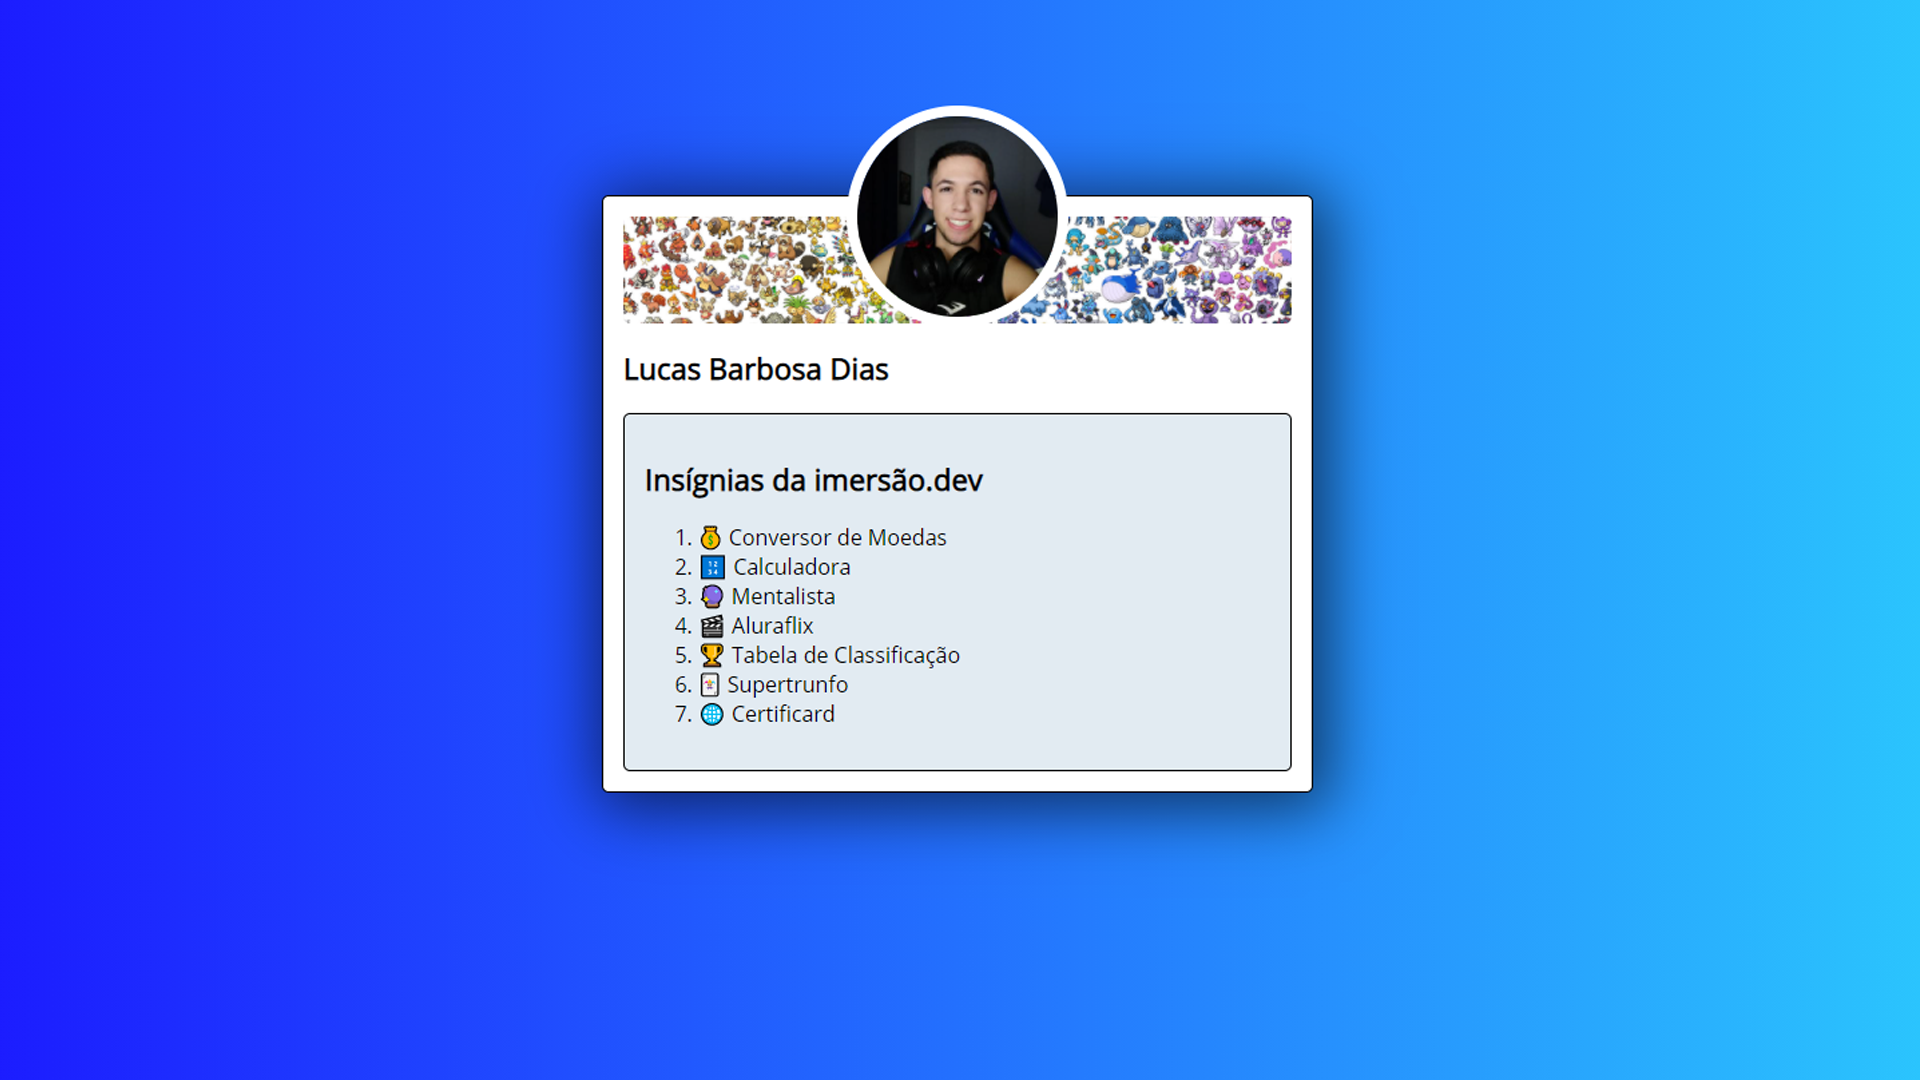 Lucas Barbosa Dias
Insígnias da imersão.dev
1. 💰 Conversor de Moedas
2. 🔢 Calculadora
3. 🔮 Mentalista
4. 🎬 Aluraflix
5. 🏆 Tabela de Classificação
6. 🃏 Supertrunfo
7. 🌐 Certificard